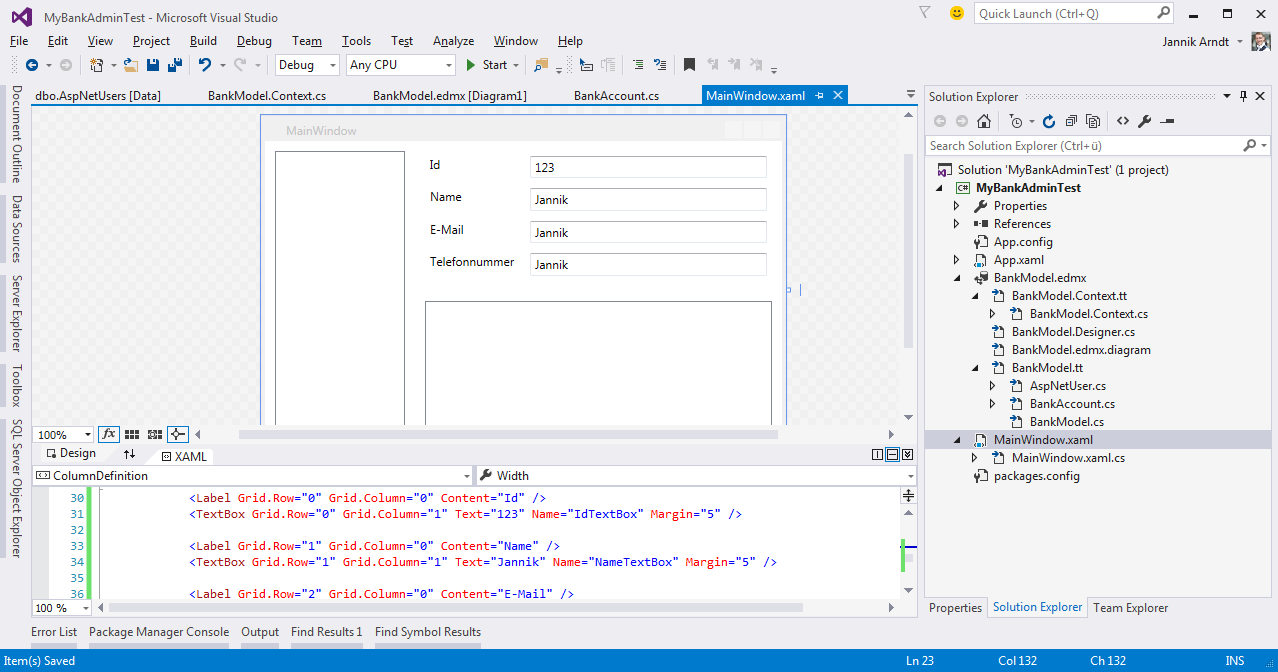 MyBankAdminTest - Microsoft Visual Studio
Quick Launch (Ctrl+Q)
File Edit View Project Build Debug Team Tools Test Analyze Window Help
Jannik Arndt
Debug Any CPU Start
Document Outline
Data Sources
Server Explorer
Toolbox
SQL Server Object Explorer
dbo.AspNetUsers [Data] BankModel.Context.cs BankModel.edmx [Diagram1] BankAccount.cs MainWindow.xaml
MainWindow
Id 123
Name Jannik
E-Mail Jannik
Telefonnummer Jannik
100% fx
Design XAML
ColumnDefinition Width
30 <Label Grid.Row="0" Grid.Column="0" Content="Id" />
31 <TextBox Grid.Row="0" Grid.Column="1" Text="123" Name="IdTextBox" Margin="5" />
32
33 <Label Grid.Row="1" Grid.Column="0" Content="Name" />
34 <TextBox Grid.Row="1" Grid.Column="1" Text="Jannik" Name="NameTextBox" Margin="5" />
35
36 <Label Grid.Row="2" Grid.Column="0" Content="E-Mail" />
100 %
Solution Explorer
Search Solution Explorer (Ctrl+ü)
Solution 'MyBankAdminTest' (1 project)
C# MyBankAdminTest
Properties
References
App.config
App.xaml
BankModel.edmx
BankModel.Context.tt
BankModel.Context.cs
BankModel.Designer.cs
BankModel.edmx.diagram
BankModel.tt
AspNetUser.cs
BankAccount.cs
BankModel.cs
MainWindow.xaml
MainWindow.xaml.cs
packages.config
Properties Solution Explorer Team Explorer
Error List Package Manager Console Output Find Results 1 Find Symbol Results
Item(s) Saved Ln 23 Col 132 Ch 132 INS